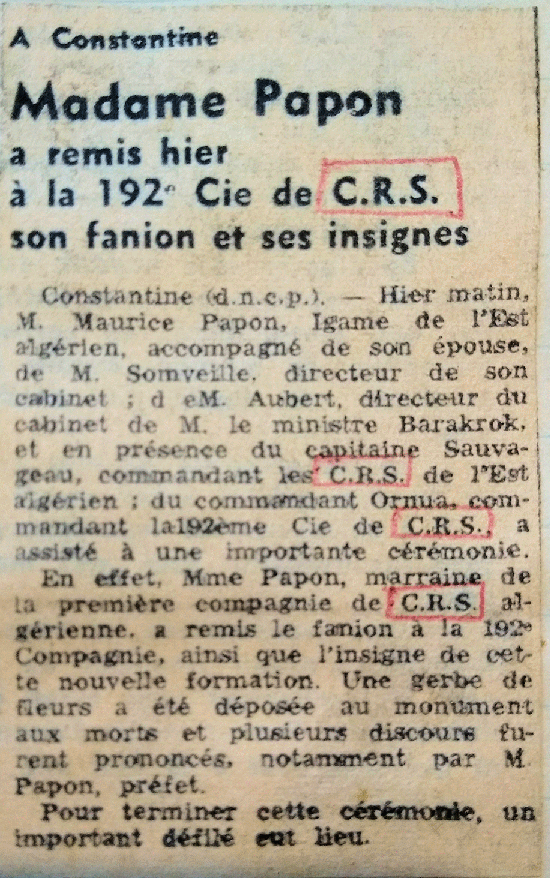 A Constantine
Madame Papon
a remis hier
à la 192e Cie de C.R.S.
son fanion et ses insignes
Constantine (d.n.c.p.). — Hier matin,
M. Maurice Papon, Igame de l'Est
algérien, accompagné de son épouse,
de M. Somveille, directeur de son
cabinet ; d eM. Aubert, directeur du
cabinet de M. le ministre Barakrok,
et en présence du capitaine Sauva-
geau, commandant les C.R.S. de l'Est
algérien ; du commandant Ornua, com-
mandant la192ème Cie de C.R.S., a
assisté à une importante cérémonie.
En effet, Mme Papon, marraine de
la première compagnie de C.R.S. al-
gérienne, a remis le fanion à la 192e
Compagnie, ainsi que l'insigne de cet-
te nouvelle formation. Une gerbe de
fleurs a été déposée au monument
aux morts et plusieurs discours fu-
rent prononcés, notamment par M.
Papon, préfet.
Pour terminer cette cérémonie, un
important défilé eut lieu.